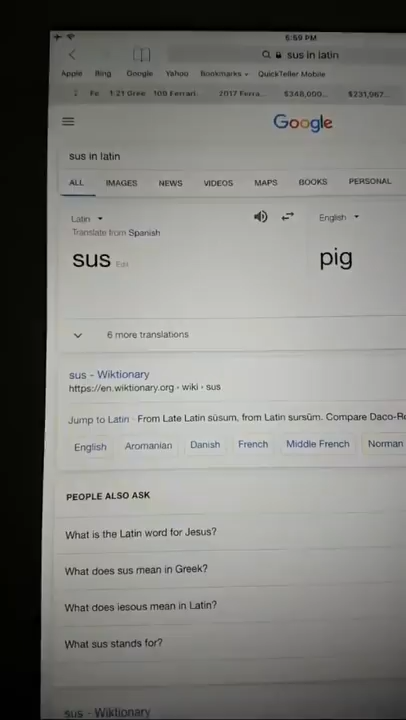 5:59 PM
sus in latin
Apple Bing Google Yahoo Bookmarks QuickTeller Mobile
2 Fe 1:21 Gree 108 Ferrari... 2017 Ferra... $348,000... $231,967...
Google
sus in latin
ALL IMAGES NEWS VIDEOS MAPS BOOKS PERSONAL
Latin English
Translate from Spanish
sus Edit pig
6 more translations
sus - Wiktionary
https://en.wiktionary.org › wiki › sus
Jump to Latin · From Late Latin sūsum, from Latin sursūm. Compare Daco-Ro
English Aromanian Danish French Middle French Norman
PEOPLE ALSO ASK
What is the Latin word for Jesus?
What does sus mean in Greek?
What does iesous mean in Latin?
What sus stands for?
sus - Wiktionary